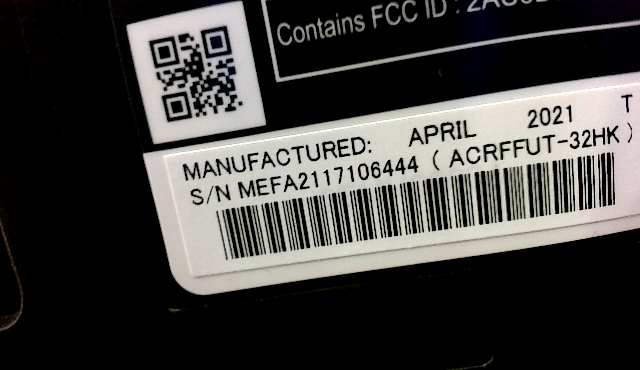 Contains FCC ID :
MANUFACTURED: APRIL 2021 T
S/N MEFA2117106444 ( ACRFFUT-32HK )